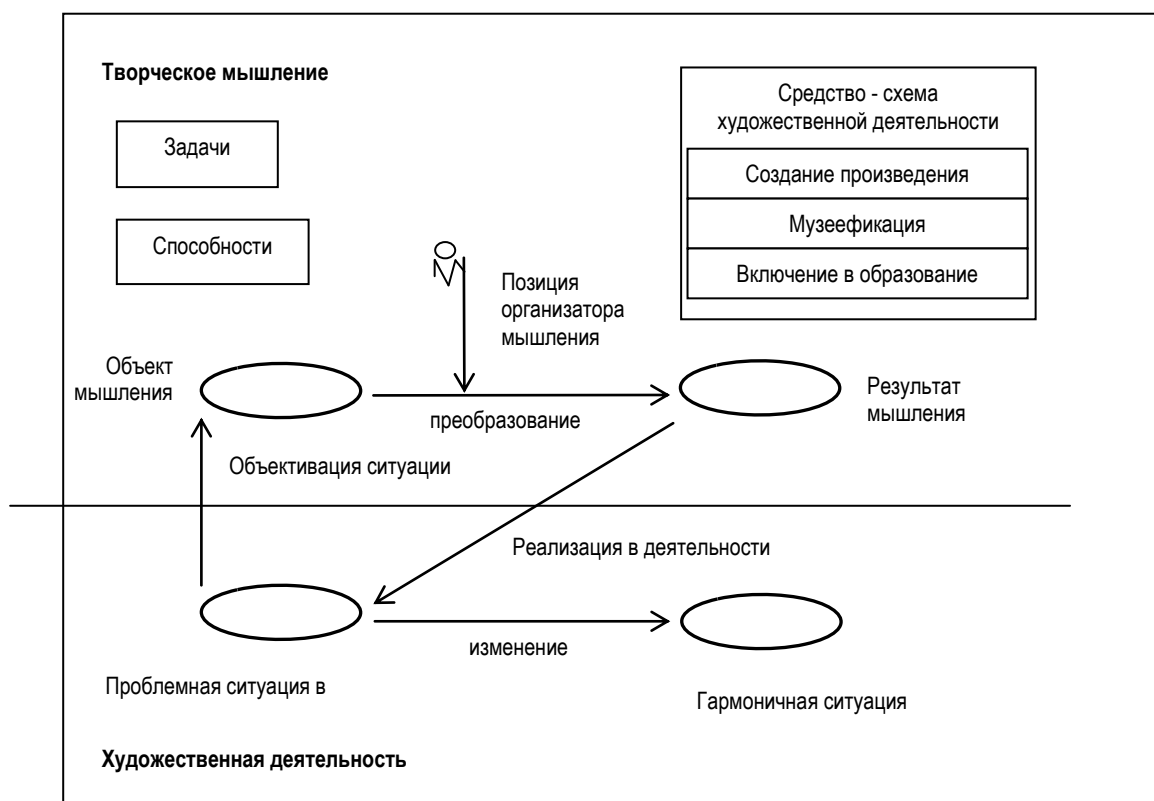 Творческое мышление
Средство - схема
художественной деятельности
Задачи
Создание произведения
Музеефикация
Способности
Включение в образование
Позиция
организатора
мышления
Объект
мышления
Результат
мышления
преобразование
Объективация ситуации
Реализация в деятельности
изменение
Проблемная ситуация в
Гармоничная ситуация
Художественная деятельность